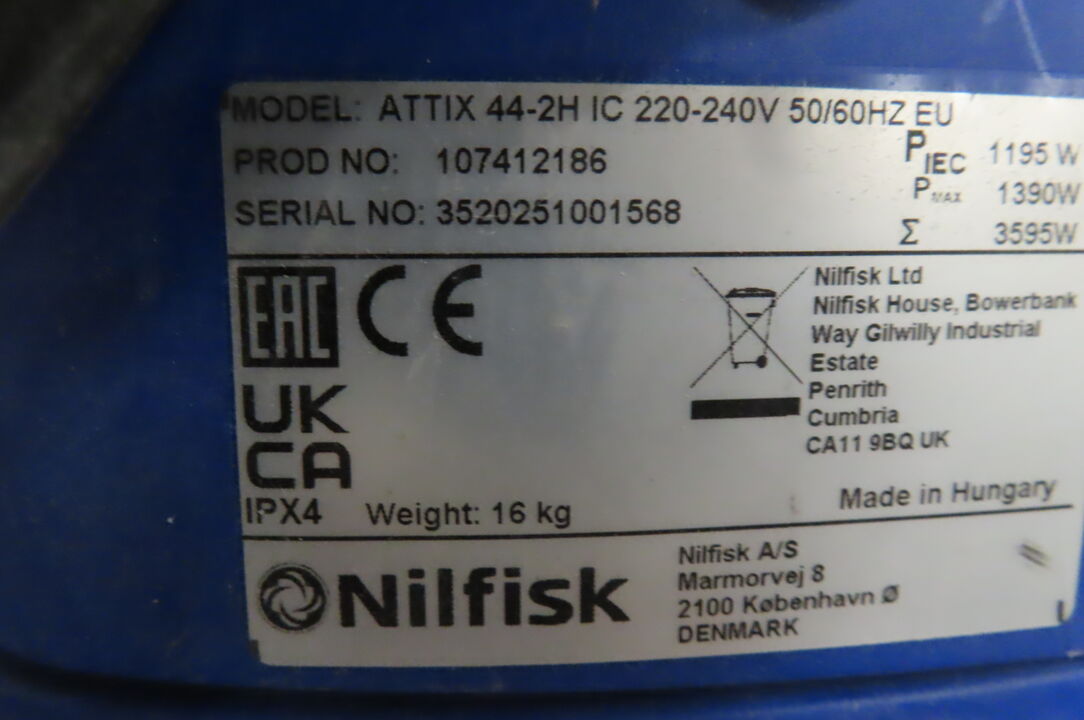 MODEL: ATTIX 44-2H IC 220-240V 50/60HZ EU
PROD NO: 107412186
SERIAL NO: 3520251001568
PIEC 1195 W
PMAX 1390W
Σ 3595W
EAC CE
UK
CA
IPX4 Weight: 16 kg
Nilfisk Ltd
Nilfisk House, Bowerbank
Way Gilwilly Industrial
Estate
Penrith
Cumbria
CA11 9BQ UK
Made in Hungary
Nilfisk
Nilfisk A/S
Marmorvej 8
2100 København Ø
DENMARK